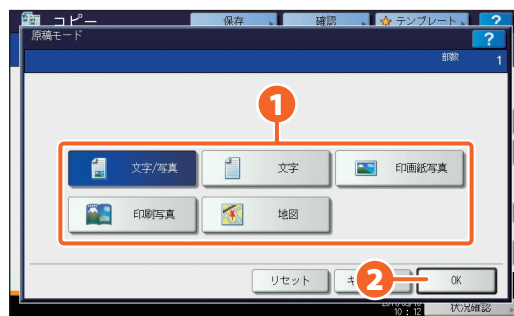 コピー 保存 確認 テンプレート ?
原稿モード ?
部数 1
1
文字/写真 文字 印画紙写真
印刷写真 地図
リセット 2 OK
10:12 状況確認